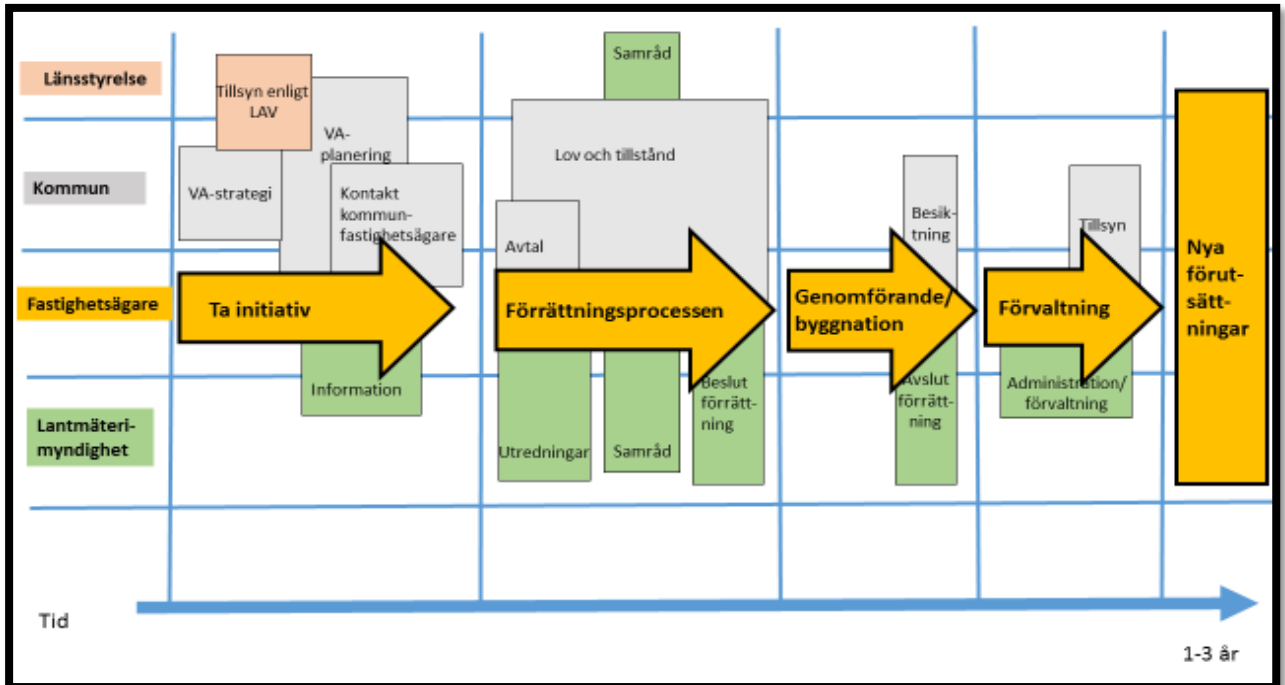 Länsstyrelse
Tillsyn enligt
LAV
VA-
planering
VA-strategi
Kontakt
kommun-
fastighetsägare
Samråd
Lov och tillstånd
Avtal
Besik-
tning
Tillsyn
Kommun
Fastighetsägare
Ta initiativ
Förrättningsprocessen
Genomförande/
byggnation
Förvaltning
Nya
förut-
sätt-
ningar
Lantmäteri-
myndighet
Information
Utredningar
Samråd
Beslut
förrätt-
ning
Avslut
förrätt-
ning
Administration/
förvaltning
Tid
1-3 år